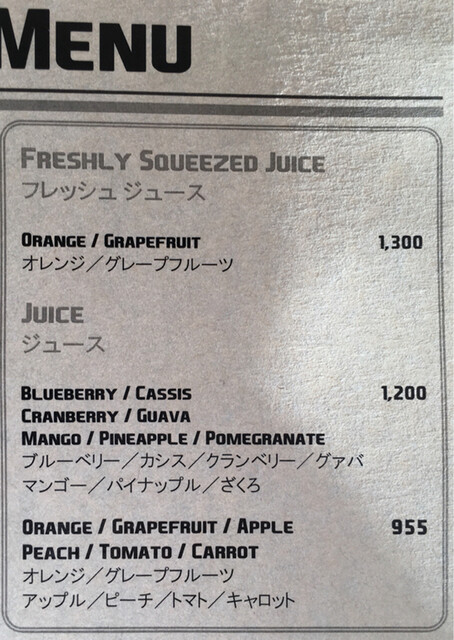 MENU
FRESHLY SQUEEZED JUICE
フレッシュ ジュース
ORANGE / GRAPEFRUIT 1,300
オレンジ／グレープフルーツ
JUICE
ジュース
BLUEBERRY / CASSIS 1,200
CRANBERRY / GUAVA
MANGO / PINEAPPLE / POMEGRANATE
ブルーベリー／カシス／クランベリー／グァバ
マンゴー／パイナップル／ざくろ
ORANGE / GRAPEFRUIT / APPLE 955
PEACH / TOMATO / CARROT
オレンジ／グレープフルーツ
アップル／ピーチ／トマト／キャロット